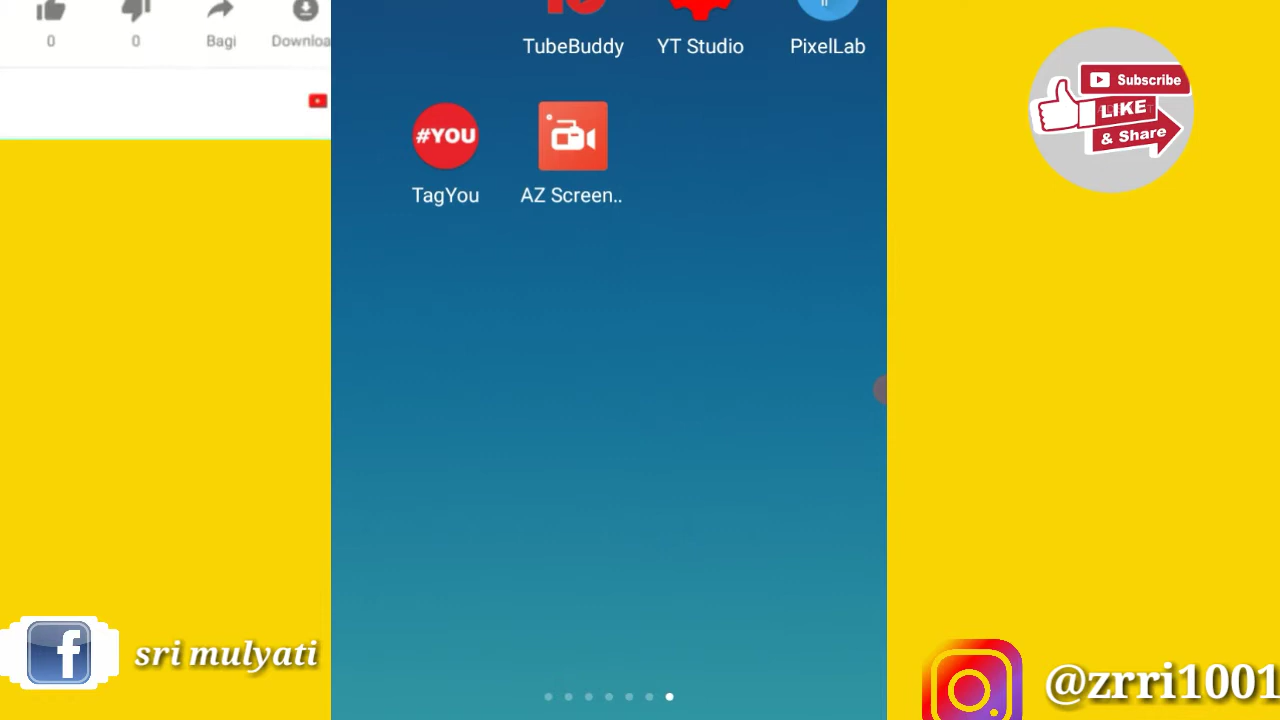 0 0 Bagi Downloa
TubeBuddy YT Studio PixelLab
#YOU
TagYou AZ Screen..
Subscribe
LIKE
& Share
sri mulyati
@zrri1001